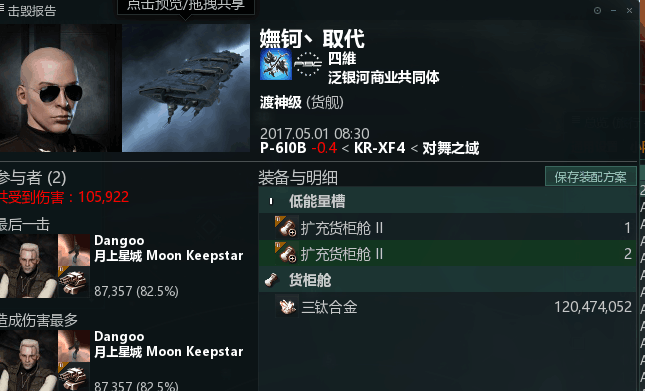 击毁报告
点击预览/拖拽共享
嫵钶、取代
四維
泛银河商业共同体
渡神级 (货舰)
2017.05.01 08:30
P-6I0B -0.4 < KR-XF4 < 对舞之域
参与者 (2)
共受到伤害：105,922
最后一击
Dangoo
月上星城 Moon Keepstar
87,357 (82.5%)
造成伤害最多
Dangoo
月上星城 Moon Keepstar
87,357 (82.5%)
装备与明细
保存装配方案
低能量槽
扩充货柜舱 II 1
扩充货柜舱 II 2
货柜舱
三钛合金 120,474,052